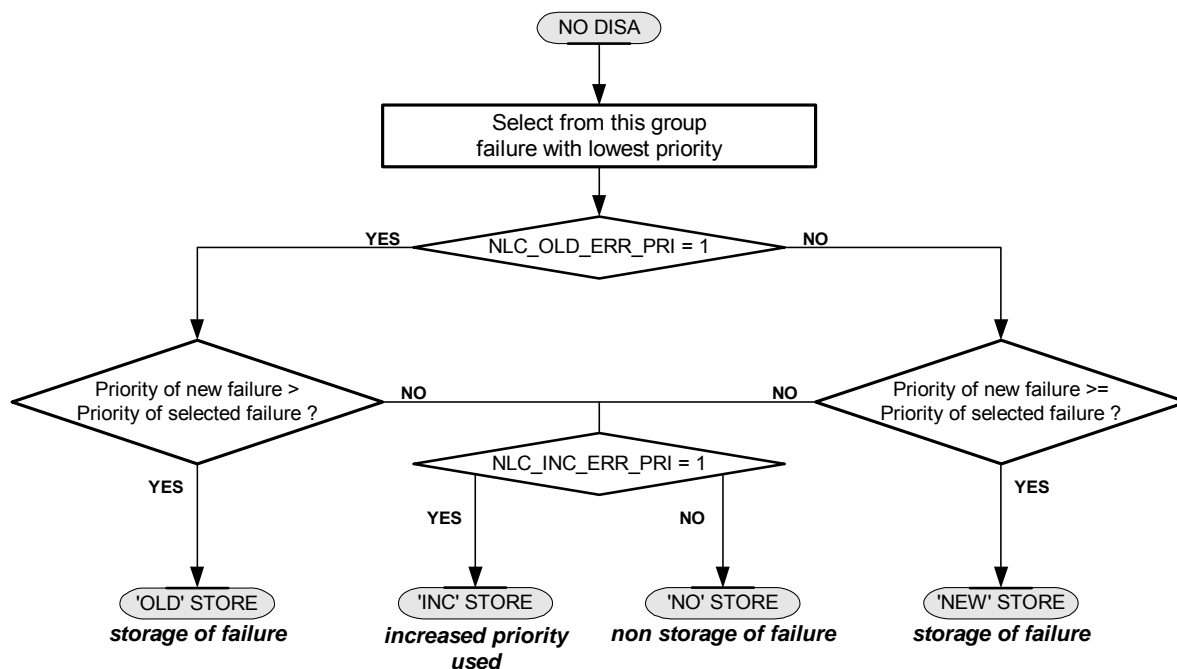 NO DISA
Select from this group
failure with lowest priority
YES
NLC_OLD_ERR_PRI = 1
NO
Priority of new failure >
Priority of selected failure ?
NO
NO
Priority of new failure >=
Priority of selected failure ?
NLC_INC_ERR_PRI = 1
YES
YES
NO
YES
'OLD' STORE
storage of failure
'INC' STORE
increased priority
used
'NO' STORE
non storage of failure
'NEW' STORE
storage of failure